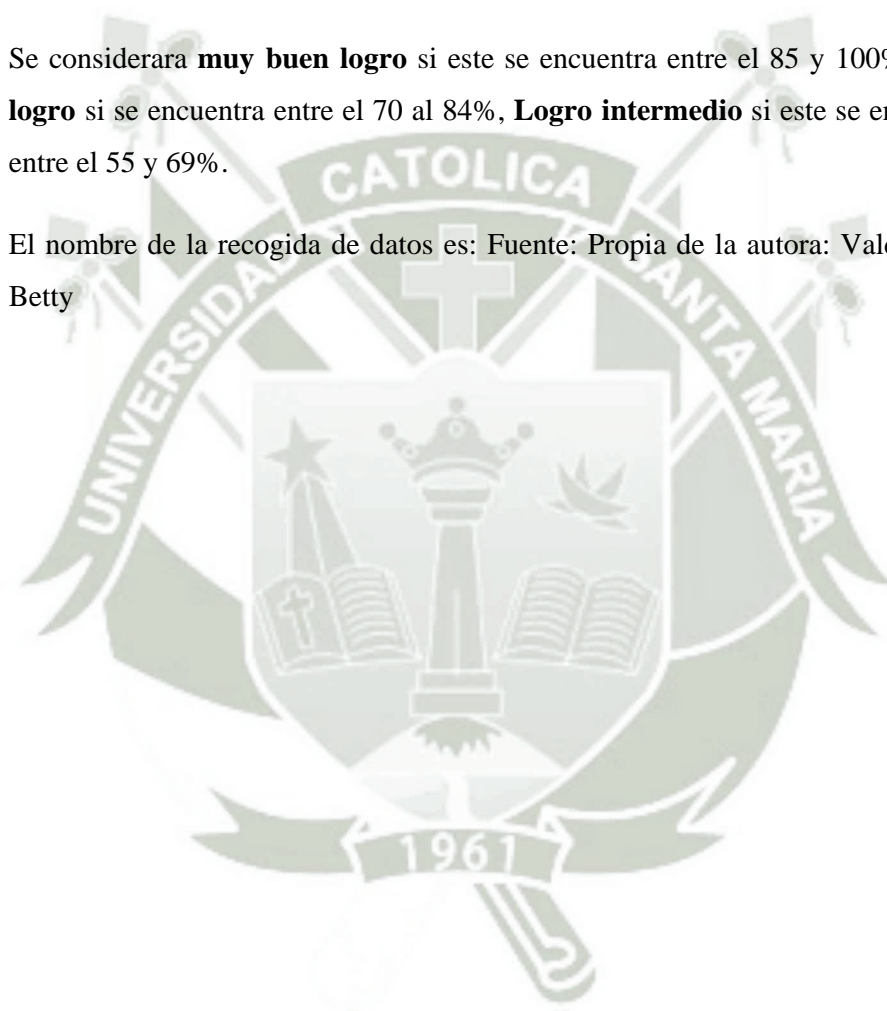 Se considerara muy buen logro si este se encuentra entre el 85 y 100%
logro si se encuentra entre el 70 al 84%, Logro intermedio si este se
entre el 55 y 69%.
El nombre de la recogida de datos es: Fuente: Propia de la autora:
Betty
UNIVERSIDAD CATOLICA SANTA MARIA
1961